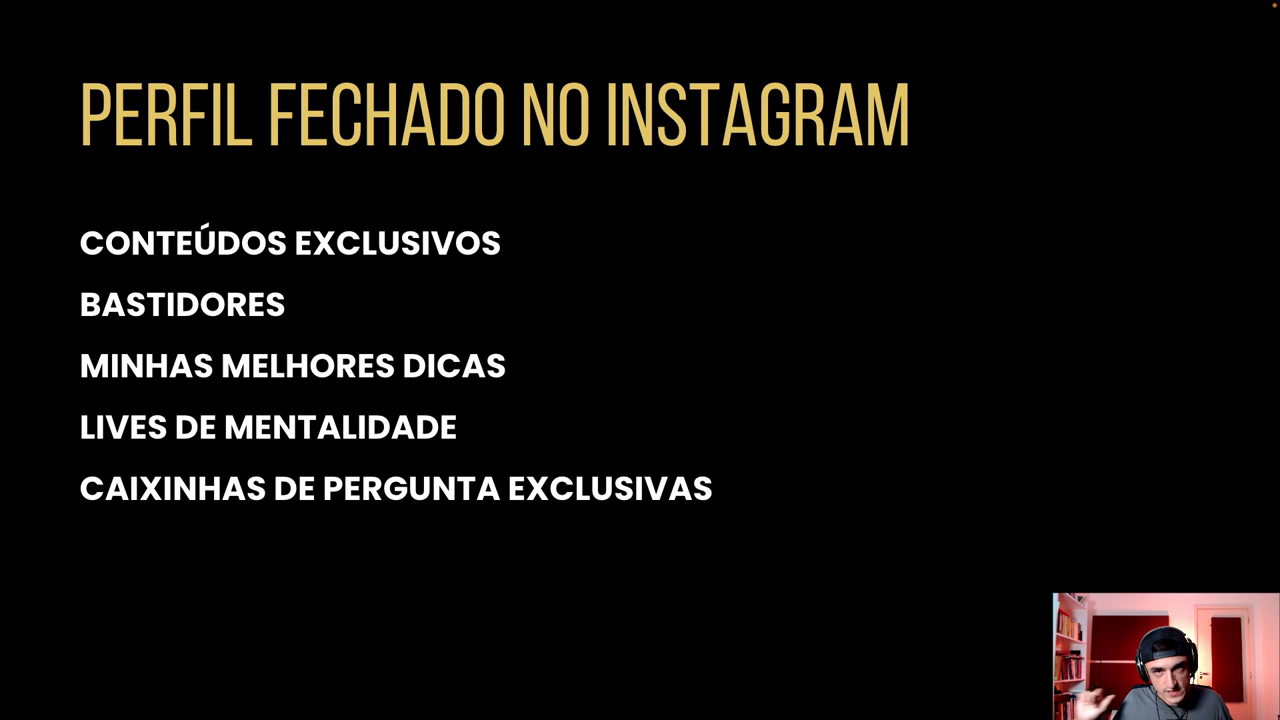 PERFIL FECHADO NO INSTAGRAM
CONTEÚDOS EXCLUSIVOS
BASTIDORES
MINHAS MELHORES DICAS
LIVES DE MENTALIDADE
CAIXINHAS DE PERGUNTA EXCLUSIVAS